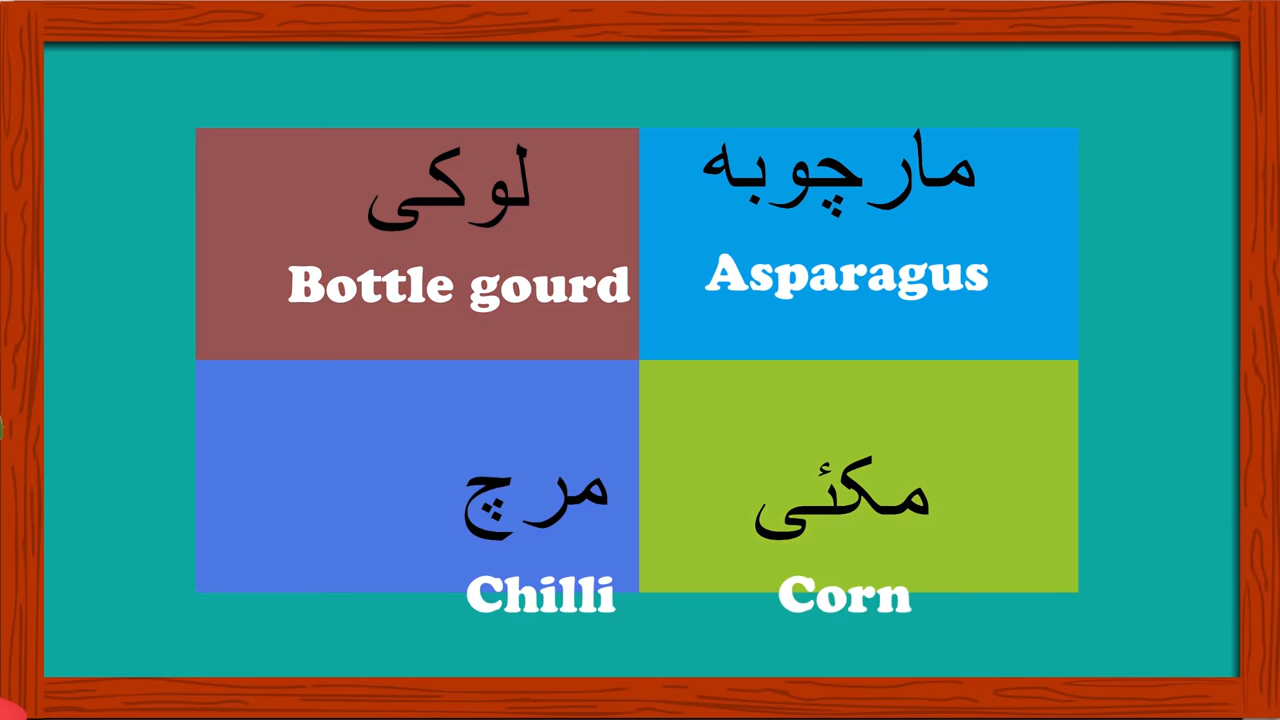 لوکی
Bottle gourd
مارچوبہ
Asparagus
مرچ
Chilli
مکئی
Corn